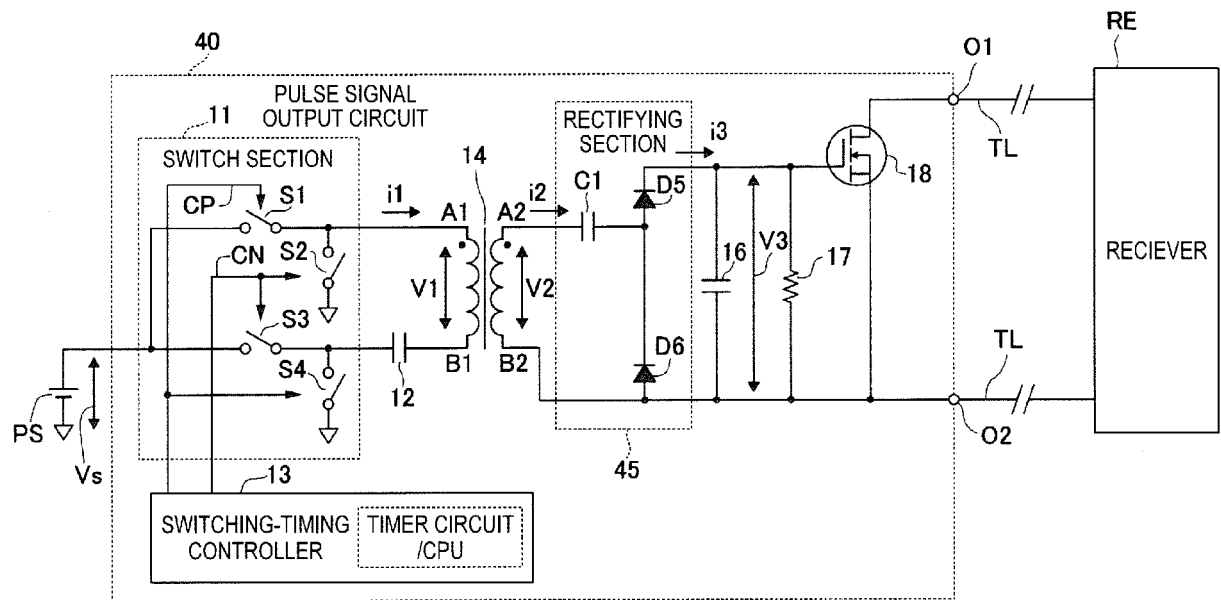 40
RE
O1
PULSE SIGNAL
OUTPUT CIRCUIT
11
RECTIFYING
SECTION
i3
TL
SWITCH SECTION
14
18
CP
S1
i1
A1
A2
i2
C1
D5
CN
S2
V1
V2
16
V3
17
RECIEVER
S3
S4
B1
B2
D6
TL
12
PS
Vs
O2
45
13
SWITCHING-TIMING
CONTROLLER
TIMER CIRCUIT
/CPU